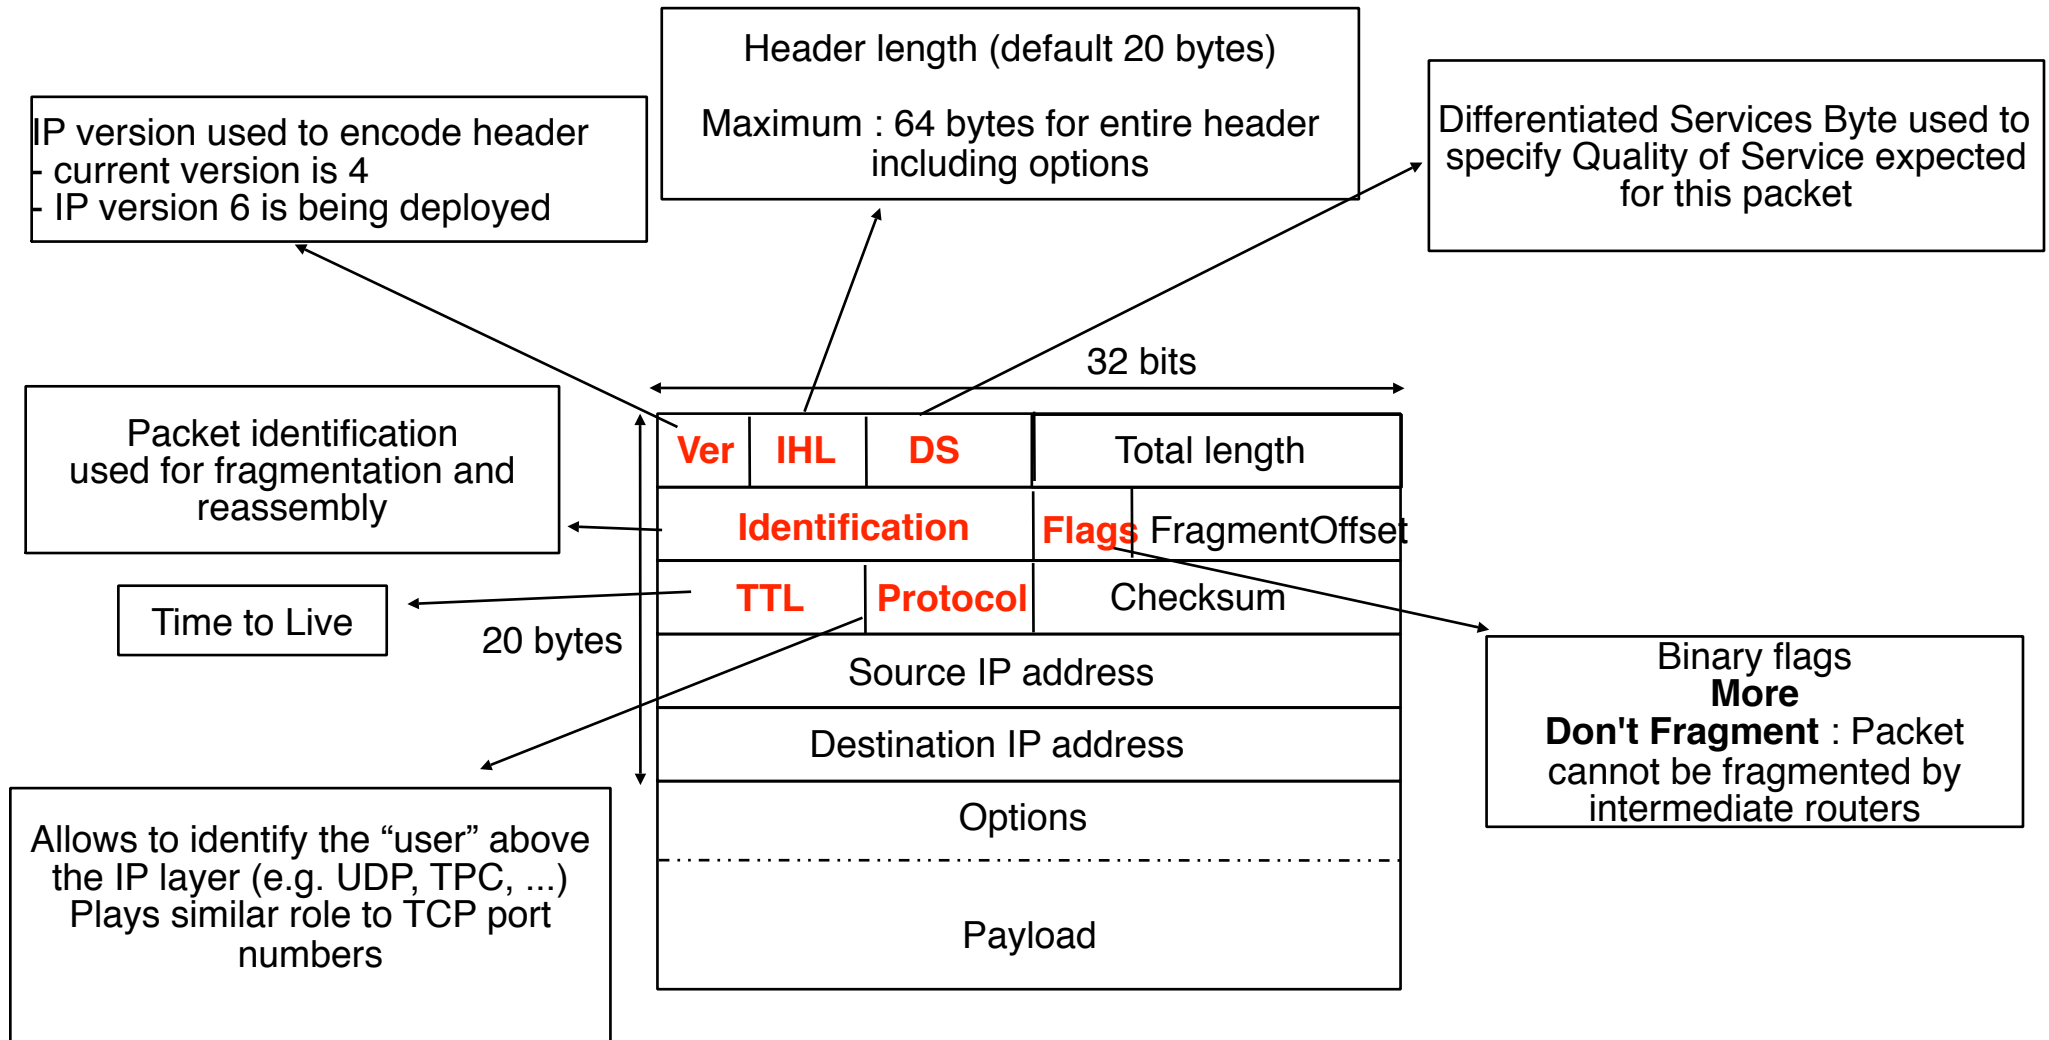 Header length (default 20 bytes)
Maximum : 64 bytes for entire header
including options
IP version used to encode header
- current version is 4
- IP version 6 is being deployed
Differentiated Services Byte used to
specify Quality of Service expected
for this packet
32 bits
Packet identification
used for fragmentation and
reassembly
Ver IHL DS Total length
Identification Flags FragmentOffset
TTL Protocol Checksum
Time to Live
20 bytes
Source IP address
Destination IP address
Options
Payload
Binary flags
More
Don't Fragment : Packet
cannot be fragmented by
intermediate routers
Allows to identify the “user” above
the IP layer (e.g. UDP, TPC, ...)
Plays similar role to TCP port
numbers